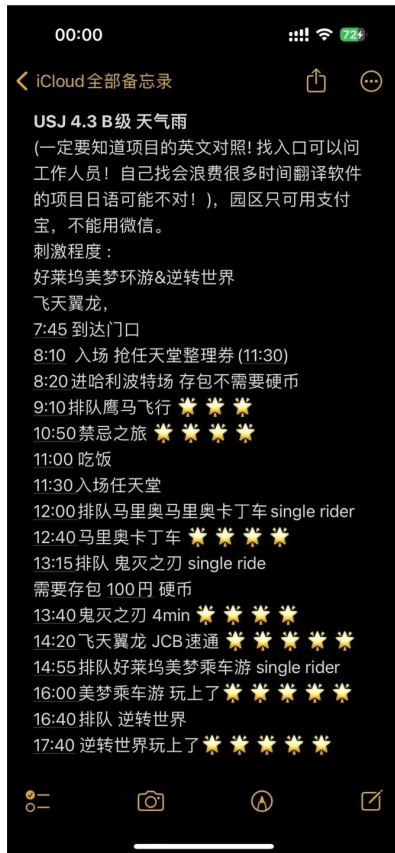 00:00
72
iCloud全部备忘录
USJ 4.3 B级 天气雨
(一定要知道项目的英文对照! 找入口可以问
工作人员！自己找会浪费很多时间翻译软件
的项目日语可能不对！)，园区只可用支付
宝，不能用微信。
刺激程度：
好莱坞美梦环游&逆转世界
飞天翼龙，
7:45 到达门口
8:10 入场 抢任天堂整理券 (11:30)
8:20进哈利波特场 存包不需要硬币
9:10排队鹰马飞行 🌟 🌟 🌟
10:50禁忌之旅 🌟 🌟 🌟 🌟
11:00 吃饭
11:30入场任天堂
12:00排队马里奥马里奥卡丁车single rider
12:40马里奥卡丁车 🌟 🌟 🌟 🌟
13:15排队 鬼灭之刃 single ride
需要存包 100円 硬币
13:40鬼灭之刃 4min 🌟 🌟 🌟 🌟
14:20飞天翼龙 JCB速通 🌟 🌟 🌟 🌟 🌟
14:55排队好莱坞美梦乘车游 single rider
16:00美梦乘车游 玩上了🌟 🌟 🌟 🌟 🌟
16:40排队 逆转世界
17:40 逆转世界玩上了🌟 🌟 🌟 🌟 🌟